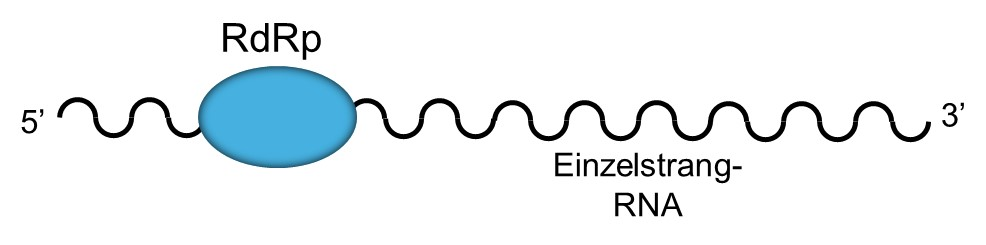 RdRp
5’
3’
Einzelstrang-
RNA